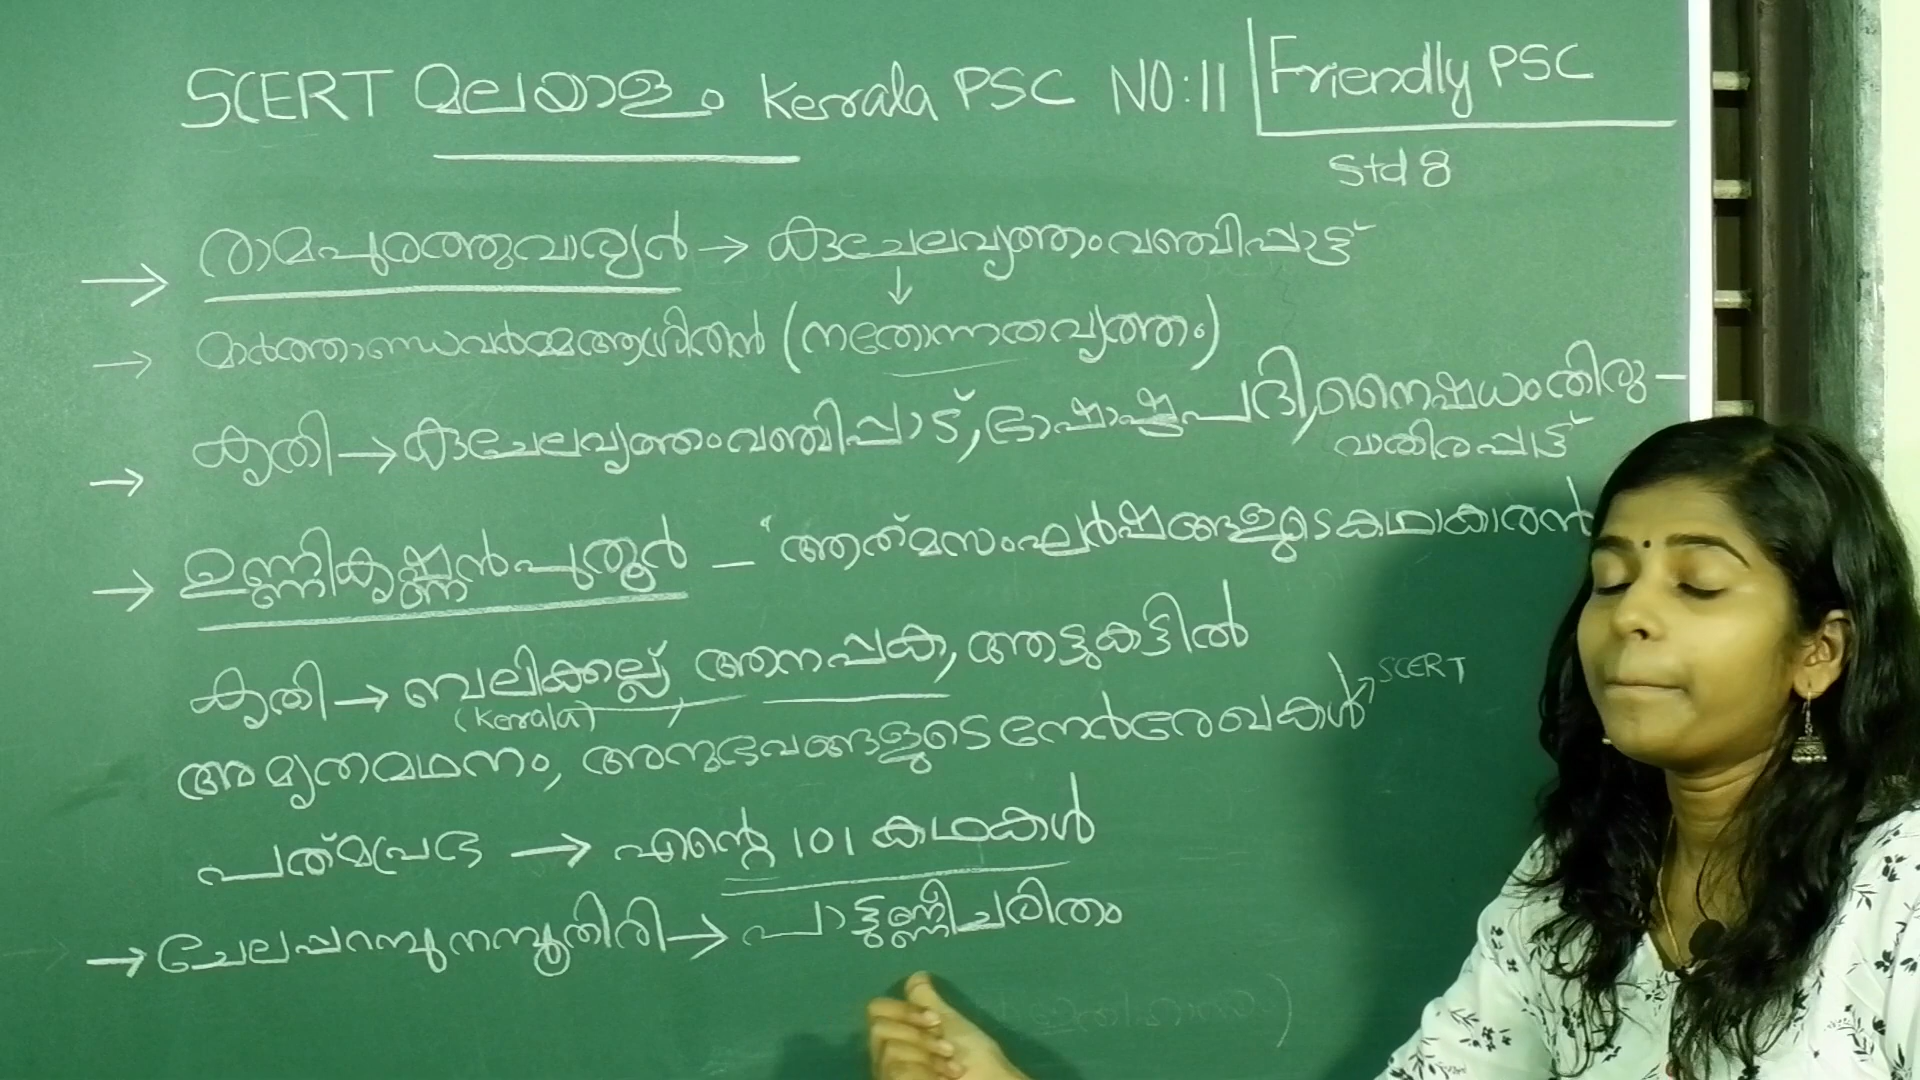 SCERT മലയാളം Kerala PSC NO:11 Friendly PSC
Std 8
→ രാമപുരത്തുവാര്യർ → കുചേലവൃത്തംവഞ്ചിപ്പാട്ട്
↓
→ മാർത്താണ്ഡവർമ്മആശ്രിതൻ (നതോന്നതവൃത്തം)
→ കൃതി → കുചേലവൃത്തംവഞ്ചിപ്പാട്, ഭാഷാഷ്ടപദി, നൈഷധംതിരു-
വാതിരപ്പാട്ട്
→ ഉണ്ണികൃഷ്ണൻപുതൂർ – 'ആത്മസംഘർഷങ്ങളുടെകഥാകാരൻ
കൃതി → ബലിക്കല്ല്, ആനപ്പക, ആട്ടുകട്ടിൽ
(Kerala)
അമൃതമഥനം, അനുഭവങ്ങളുടെനേർരേഖകൾ → SCERT
പത്മപ്രഭ → എന്റെ 101 കഥകൾ
→ ചേലപ്പറമ്പുനമ്പൂതിരി → പാട്ടുണ്ണീചരിതം